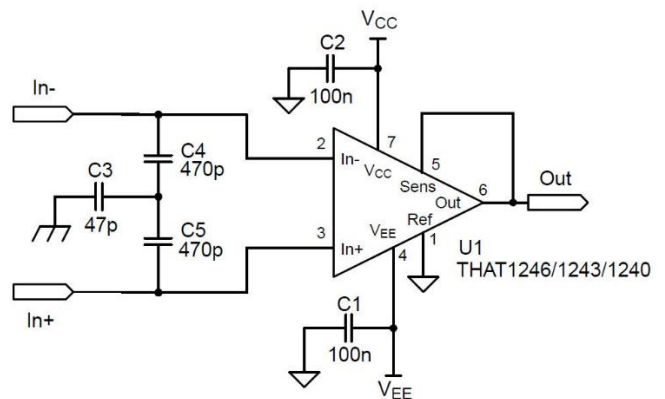 VCC
C2
100n
In-
2
7
In-
VCC
5
Sens
C4
470p
C3
47p
6
Out
Out
C5
470p
3
In+
VEE
Ref
4
1
U1
THAT1246/1243/1240
In+
C1
100n
VEE